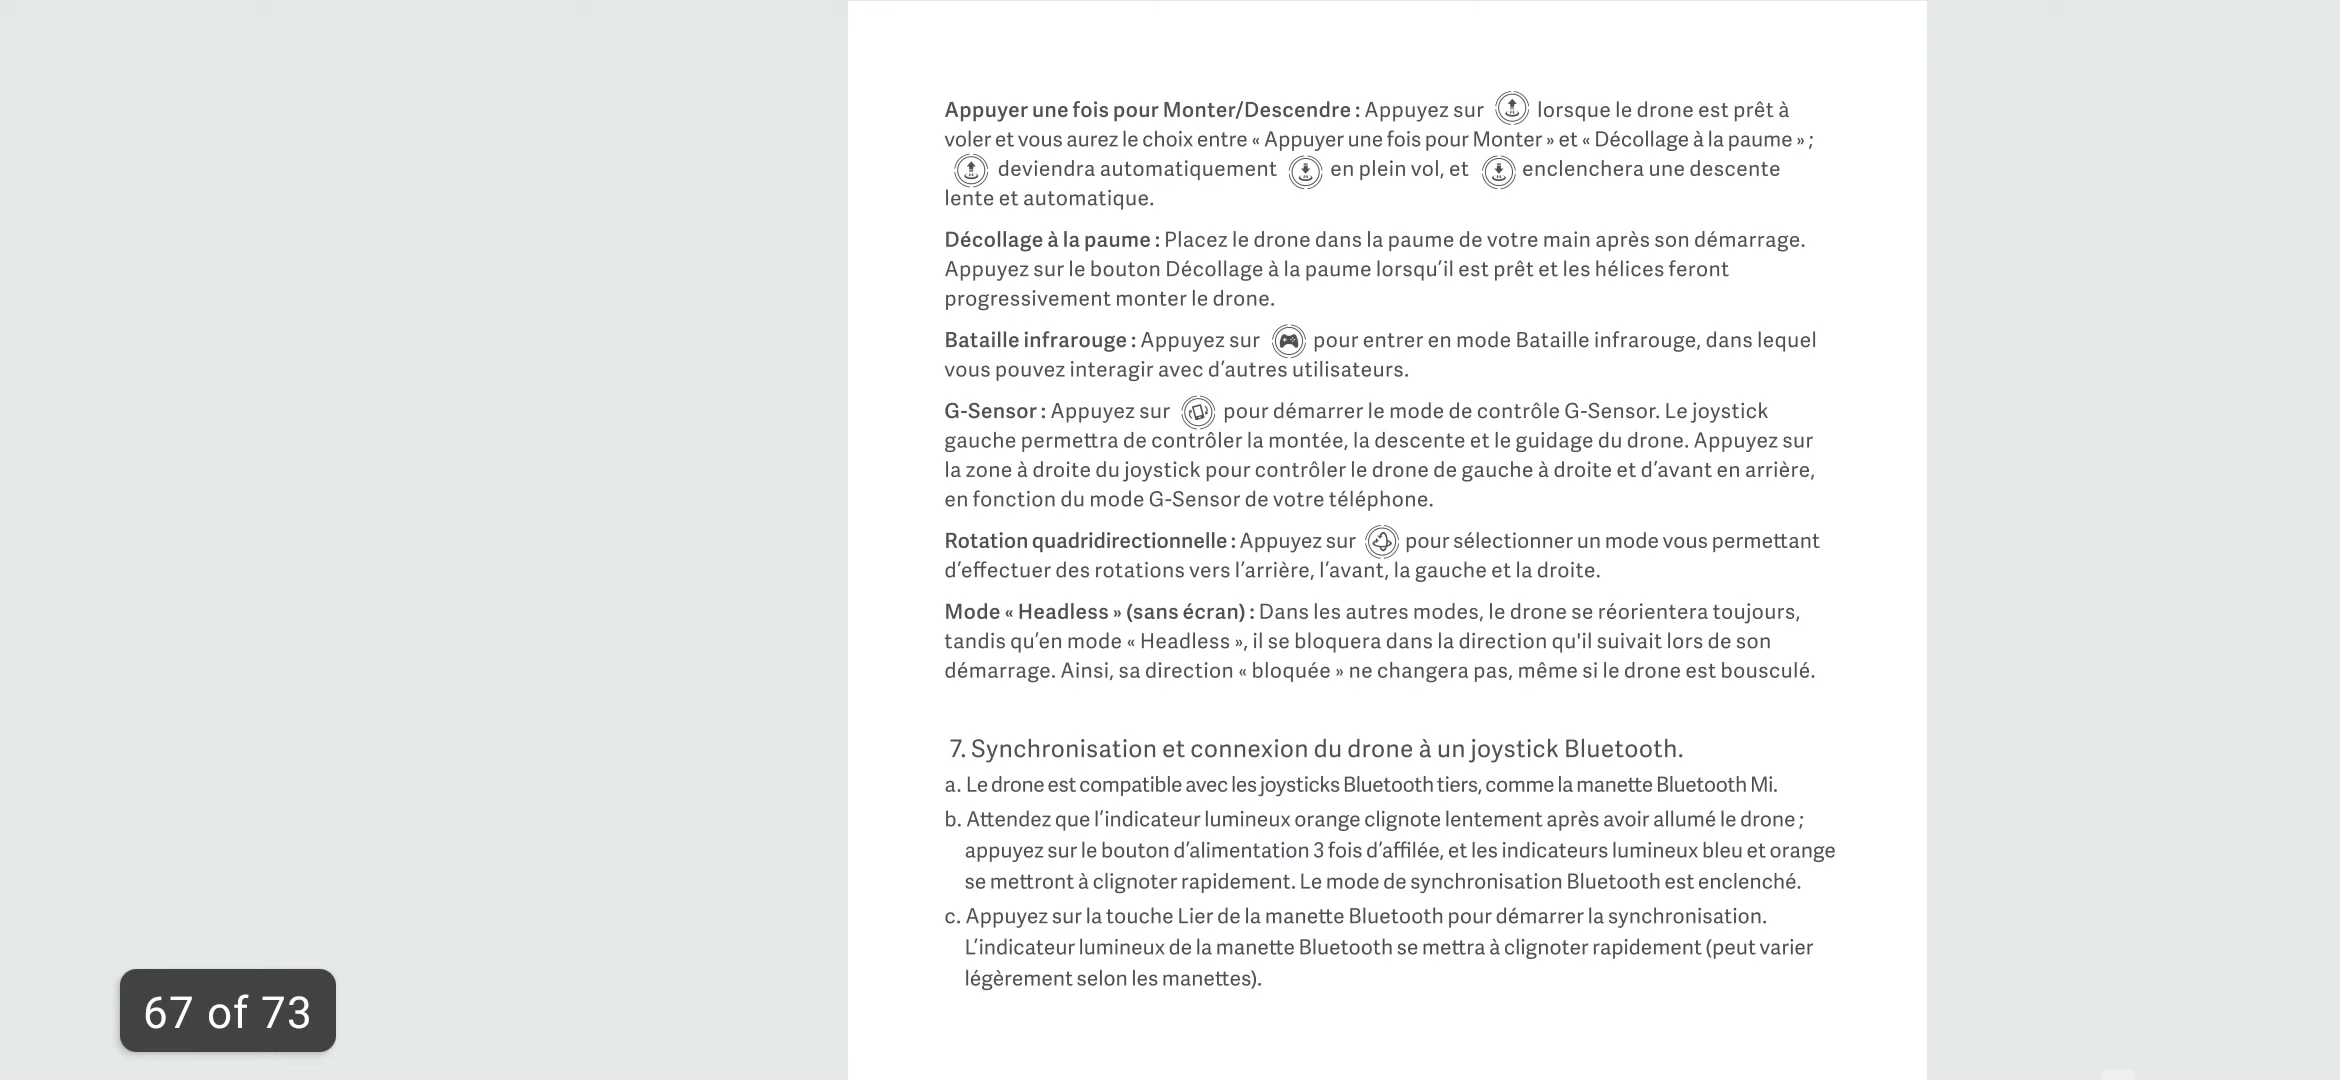 Appuyer une fois pour Monter/Descendre : Appuyez sur lorsque le drone est prêt à
voler et vous aurez le choix entre « Appuyer une fois pour Monter » et « Décollage à la paume » ;
deviendra automatiquement en plein vol, et enclenchera une descente
lente et automatique.
Décollage à la paume : Placez le drone dans la paume de votre main après son démarrage.
Appuyez sur le bouton Décollage à la paume lorsqu’il est prêt et les hélices feront
progressivement monter le drone.
Bataille infrarouge : Appuyez sur pour entrer en mode Bataille infrarouge, dans lequel
vous pouvez interagir avec d’autres utilisateurs.
G-Sensor : Appuyez sur pour démarrer le mode de contrôle G-Sensor. Le joystick
gauche permettra de contrôler la montée, la descente et le guidage du drone. Appuyez sur
la zone à droite du joystick pour contrôler le drone de gauche à droite et d’avant en arrière,
en fonction du mode G-Sensor de votre téléphone.
Rotation quadridirectionnelle : Appuyez sur pour sélectionner un mode vous permettant
d’effectuer des rotations vers l’arrière, l’avant, la gauche et la droite.
Mode « Headless » (sans écran) : Dans les autres modes, le drone se réorientera toujours,
tandis qu’en mode « Headless », il se bloquera dans la direction qu'il suivait lors de son
démarrage. Ainsi, sa direction « bloquée » ne changera pas, même si le drone est bousculé.
7. Synchronisation et connexion du drone à un joystick Bluetooth.
a. Le drone est compatible avec les joysticks Bluetooth tiers, comme la manette Bluetooth Mi.
b. Attendez que l’indicateur lumineux orange clignote lentement après avoir allumé le drone ;
appuyez sur le bouton d’alimentation 3 fois d’affilée, et les indicateurs lumineux bleu et orange
se mettront à clignoter rapidement. Le mode de synchronisation Bluetooth est enclenché.
c. Appuyez sur la touche Lier de la manette Bluetooth pour démarrer la synchronisation.
L’indicateur lumineux de la manette Bluetooth se mettra à clignoter rapidement (peut varier
légèrement selon les manettes).
67 of 73